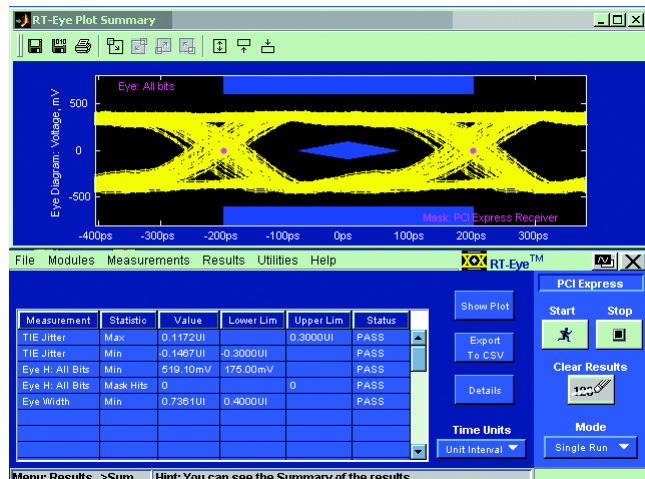 RT-Eye Plot Summary
Eye: All bits
Eye Diagram: Voltage, mV
500
0
-500
Mask: PCI Express Receiver
-400ps -300ps -200ps -100ps 0ps 100ps 200ps 300ps
File Modules Measurements Results Utilities Help
RT-Eye™
PCI Express
Measurement Statistic Value Lower Lim Upper Lim Status
TIE Jitter Max 0.1172UI 0.3000UI PASS
TIE Jitter Min -0.1467UI -0.3000UI PASS
Eye H: All Bits Min 519.10mV 175.00mV PASS
Eye H: All Bits Mask Hits 0 0 PASS
Eye Width Min 0.7361UI 0.4000UI PASS
Show Plot
Export
To CSV
Details
Time Units
Unit Interval
Start Stop
Clear Results
123
Mode
Single Run
Menu: Results ->Sum
Hint: You can see the Summary of the results